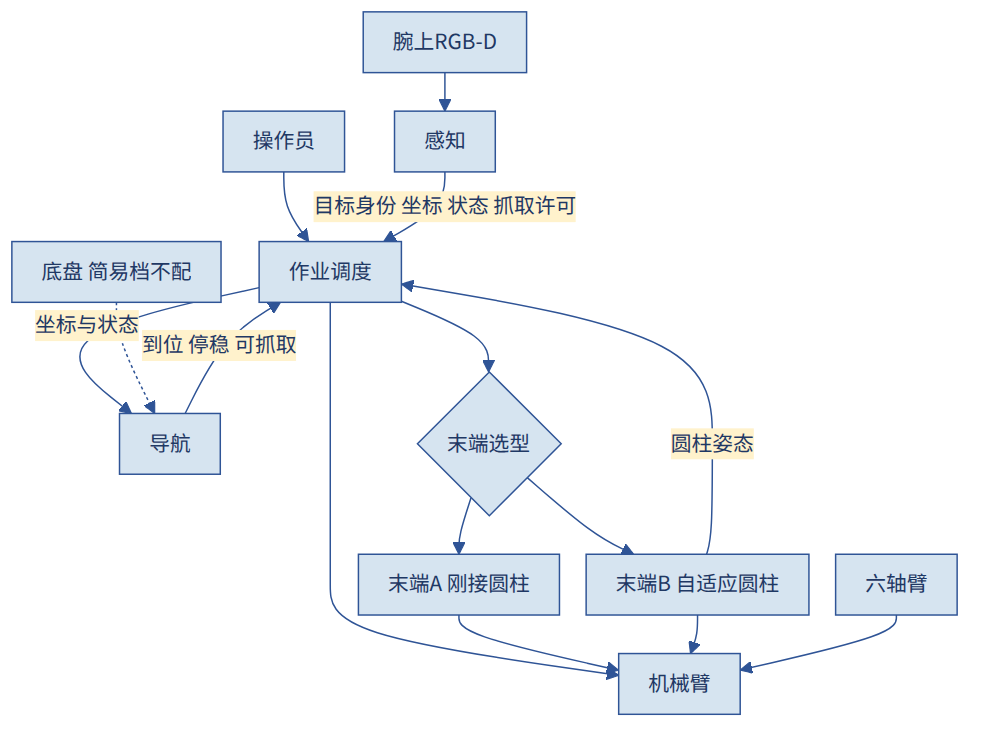 腕上RGB-D
操作员
感知
目标身份 坐标 状态 抓取许可
底盘 简易档不配
作业调度
坐标与状态
到位 停稳 可抓取
导航
末端选型
圆柱姿态
末端A 刚接圆柱
末端B 自适应圆柱
六轴臂
机械臂